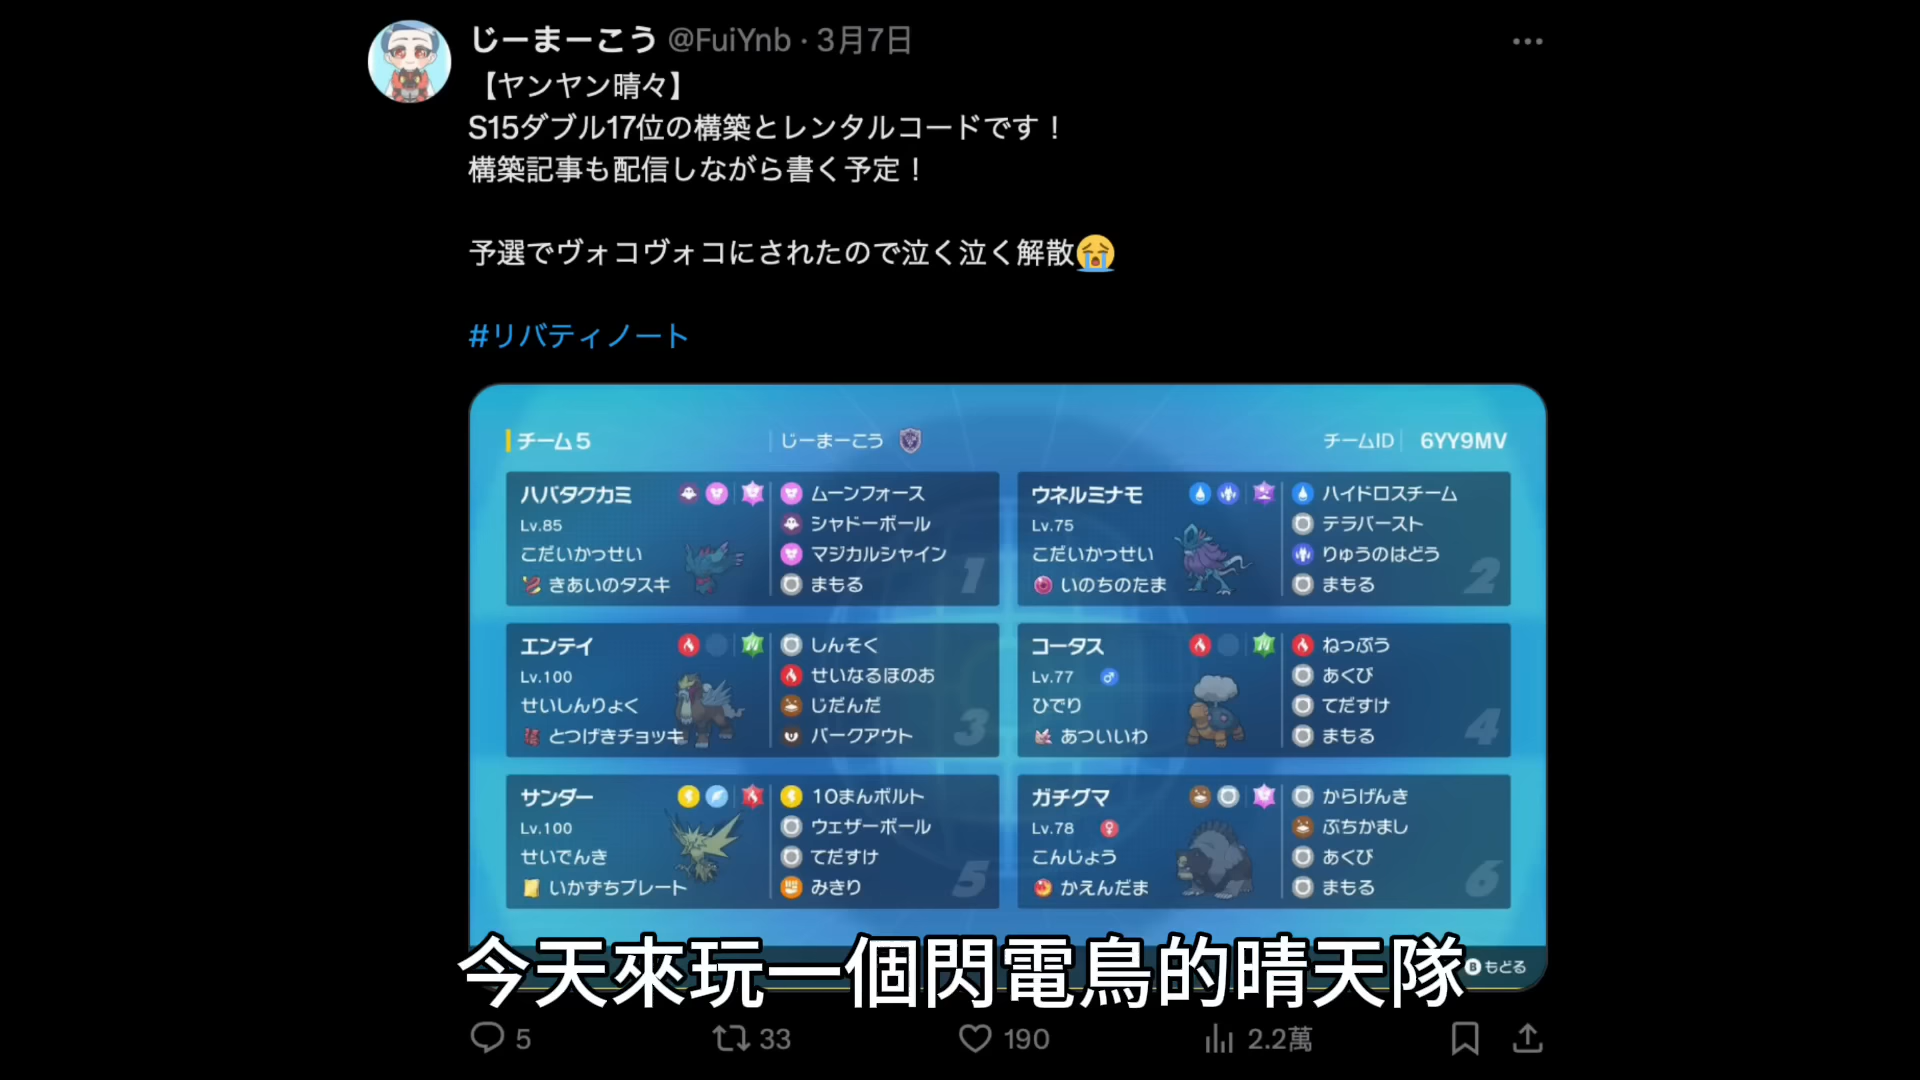 じーまーこう @FuiYnb · 3月7日
【ヤンヤン晴々】
S15ダブル17位の構築とレンタルコードです！
構築記事も配信しながら書く予定！
予選でヴォコヴォコにされたので泣く泣く解散😭
#リバティノート
チーム5 じーまーこう チームID 6YY9MV
ハバタクカミ
Lv.85
こだいかっせい
きあいのタスキ
ムーンフォース
シャドーボール
マジカルシャイン
まもる
1
ウネルミナモ
Lv.75
こだいかっせい
いのちのたま
ハイドロスチーム
テラバースト
りゅうのはどう
まもる
2
エンテイ
Lv.100
せいしんりょく
とつげきチョッキ
しんそく
せいなるほのお
じだんだ
バークアウト
3
コータス
Lv.77 ♂
ひでり
あついいわ
ねっぷう
あくび
てだすけ
まもる
4
サンダー
Lv.100
せいでんき
いかずちプレート
10まんボルト
ウェザーボール
てだすけ
みきり
5
ガチグマ
Lv.78 ♀
こんじょう
かえんだま
からげんき
ぶちかまし
あくび
まもる
6
今天來玩一個閃電鳥的晴天隊
B もどる
5 33 190 2.2萬